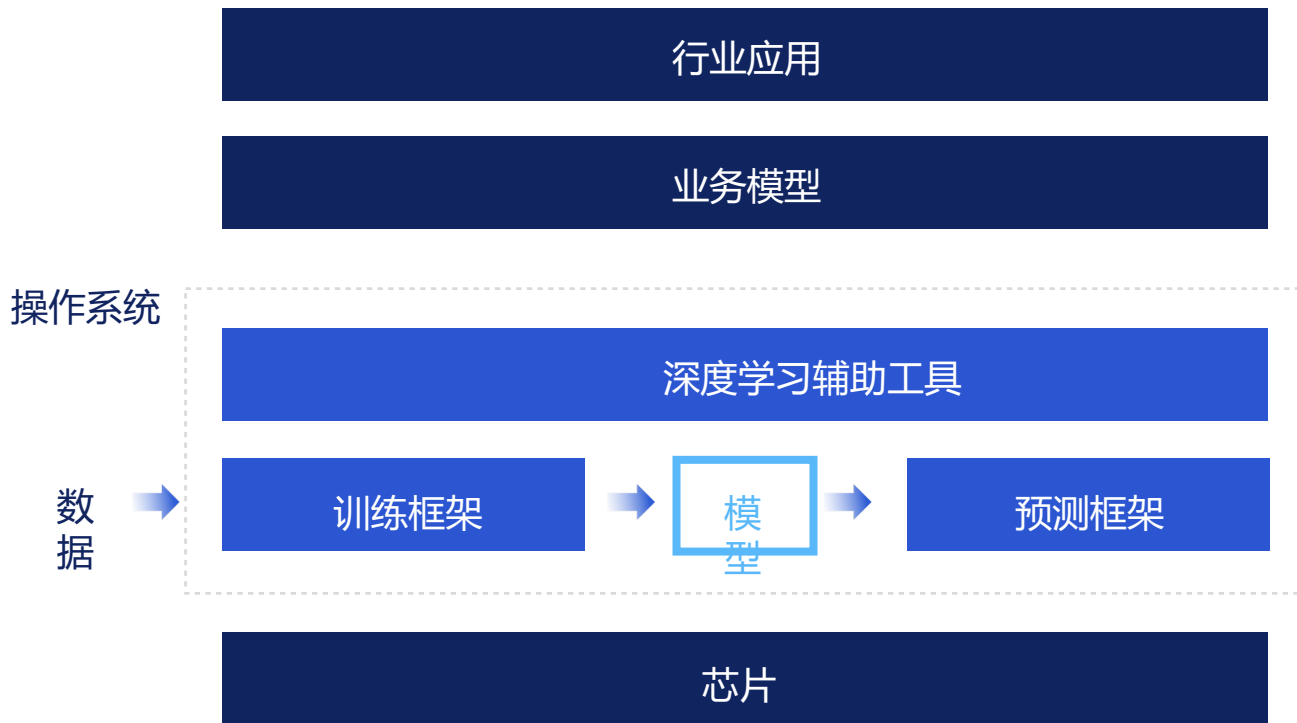 行业应用
业务模型
操作系统
深度学习辅助工具
数
据
训练框架
模
型
预测框架
芯片